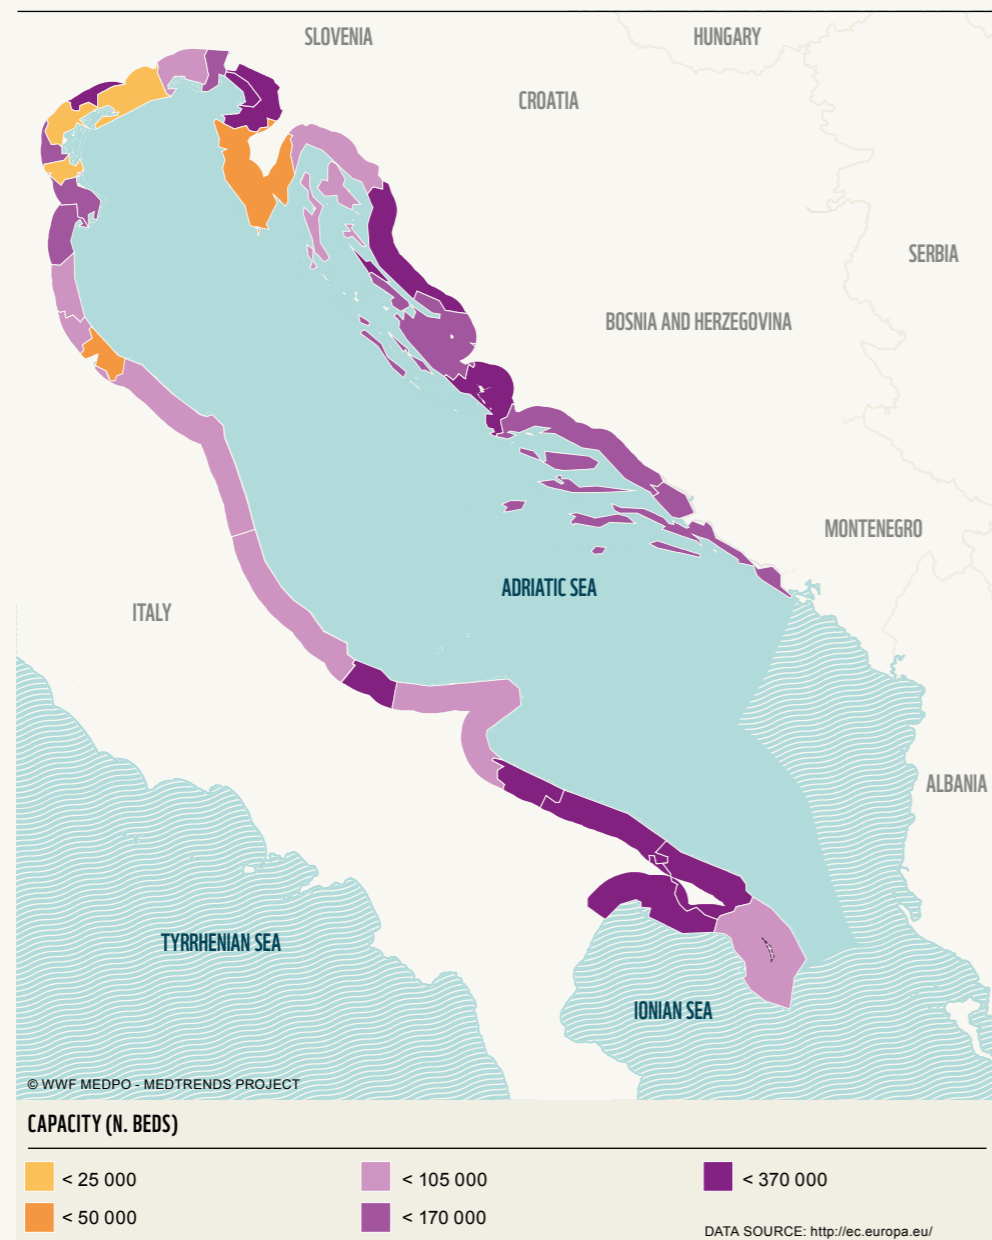 SLOVENIA
HUNGARY
CROATIA
SERBIA
BOSNIA AND HERZEGOVINA
MONTENEGRO
ADRIATIC SEA
ITALY
ALBANIA
TYRRHENIAN SEA
IONIAN SEA
© WWF MEDPO - MEDTRENDS PROJECT
CAPACITY (N. BEDS)
< 25 000
< 105 000
< 370 000
< 50 000
< 170 000
DATA SOURCE: http://ec.europa.eu/